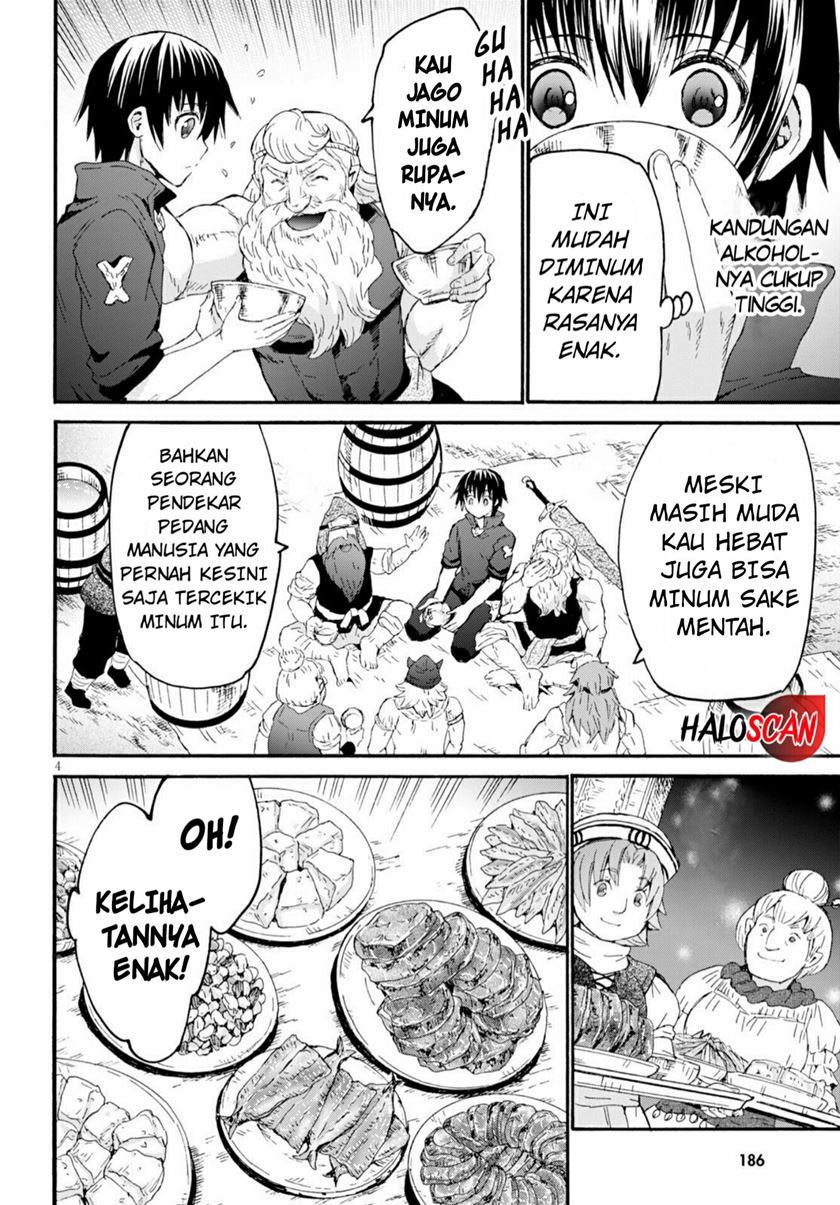 INI
MUDAH
DIMINUM
KARENA
RASANYA
ENAK.
KANDUNGAN
ALKOHOL-
NYA CUKUP
TINGGI.
GU
HA
HA
HA
KAU
JAGO
MINUM
JUGA
RUPA-
NYA.
MESKI
MASIH MUDA
KAU HEBAT
JUGA BISA
MINUM SAKE
MENTAH.
BAHKAN
SEORANG
PENDEKAR
PEDANG
MANUSIA YANG
PERNAH KESINI
SAJA TERCEKIK
MINUM ITU.
HALOSCAN
4
OH!
KELIHA-
TANNYA
ENAK!
186